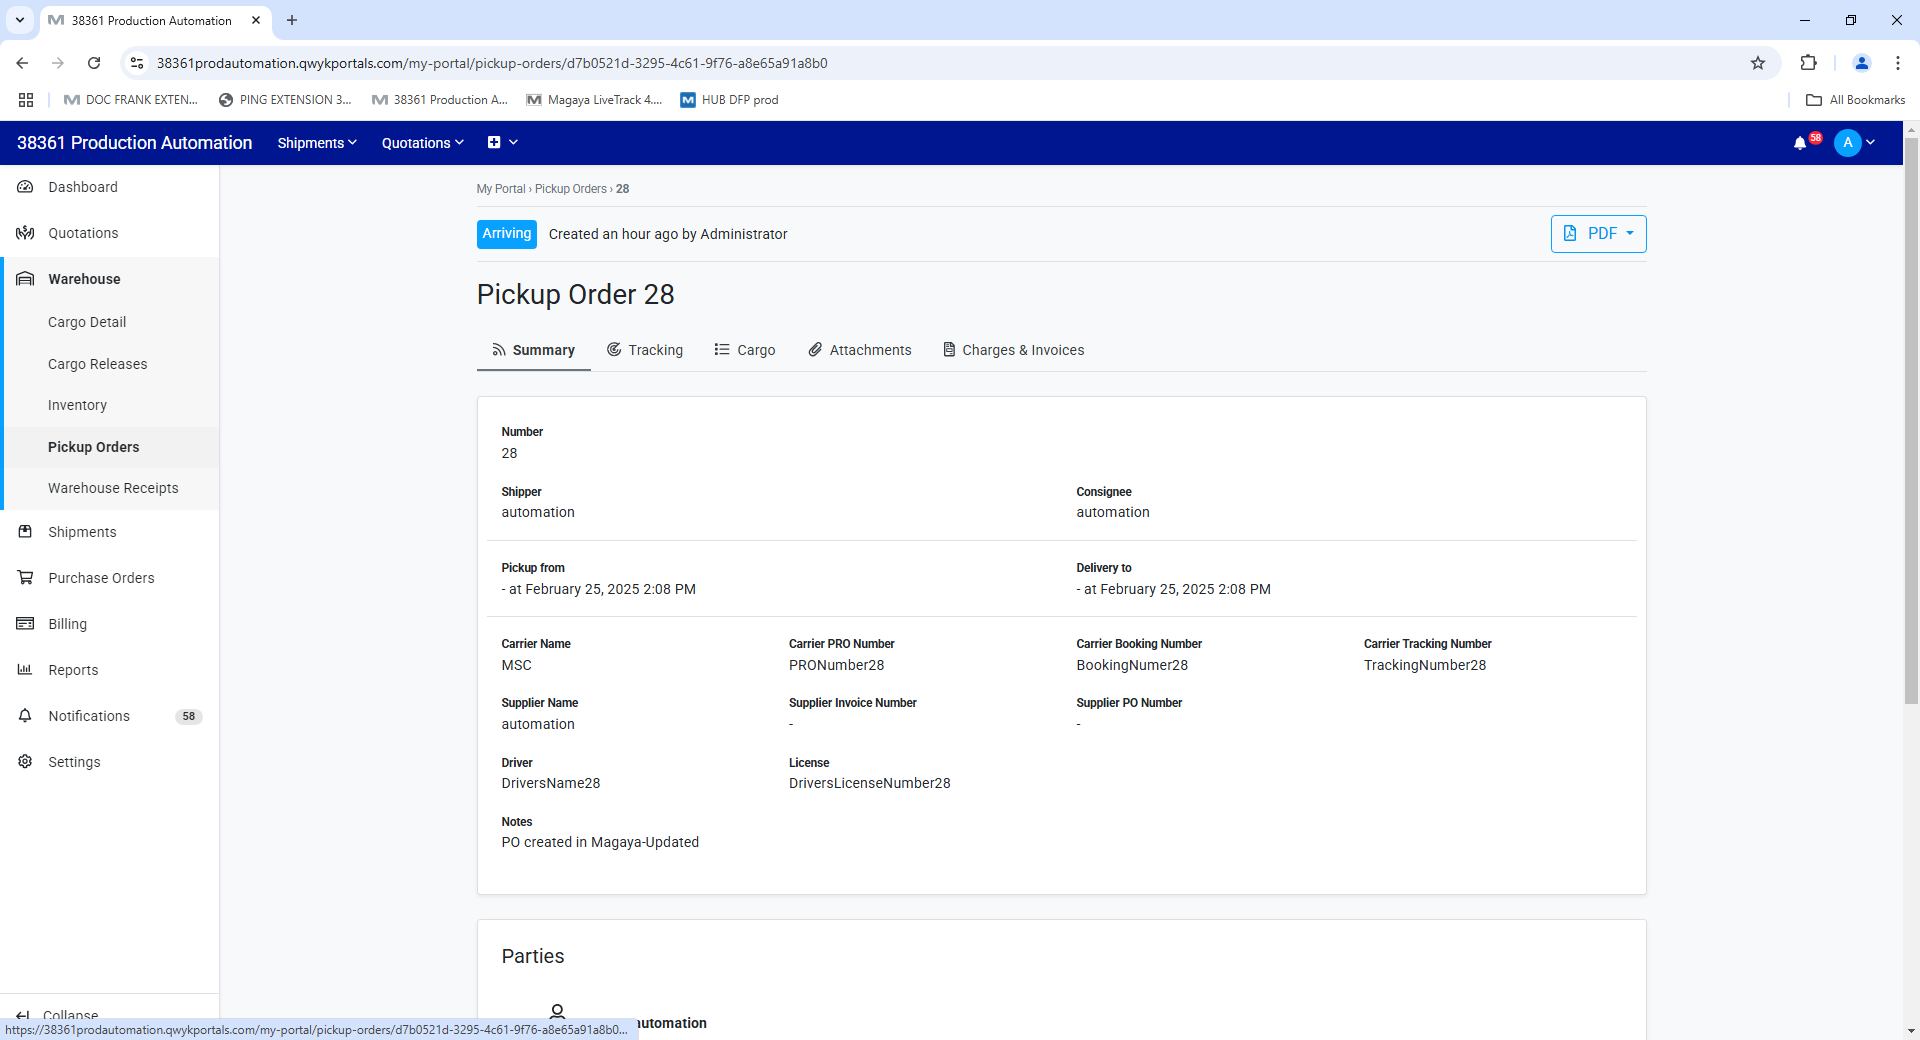 38361 Production Automation
38361prodautomation.qwykportals.com/my-portal/pickup-orders/d7b0521d-3295-4c61-9f76-a8e65a91a8b0
DOC FRANK EXTEN...
PING EXTENSION 3...
38361 Production A...
Magaya LiveTrack 4....
HUB DFP prod
All Bookmarks
38361 Production Automation
Shipments
Quotations
58
A
Dashboard
Quotations
Warehouse
Cargo Detail
Cargo Releases
Inventory
Pickup Orders
Warehouse Receipts
Shipments
Purchase Orders
Billing
Reports
Notifications 58
Settings
Collapse
My Portal › Pickup Orders › 28
Arriving Created an hour ago by Administrator
PDF
Pickup Order 28
Summary Tracking Cargo Attachments Charges & Invoices
Number
28
Shipper Consignee
automation automation
Pickup from Delivery to
- at February 25, 2025 2:08 PM - at February 25, 2025 2:08 PM
Carrier Name Carrier PRO Number Carrier Booking Number Carrier Tracking Number
MSC PRONumber28 BookingNumer28 TrackingNumber28
Supplier Name Supplier Invoice Number Supplier PO Number
automation - -
Driver License
DriversName28 DriversLicenseNumber28
Notes
PO created in Magaya-Updated
Parties
automation
https://38361prodautomation.qwykportals.com/my-portal/pickup-orders/d7b0521d-3295-4c61-9f76-a8e65a91a8b0...